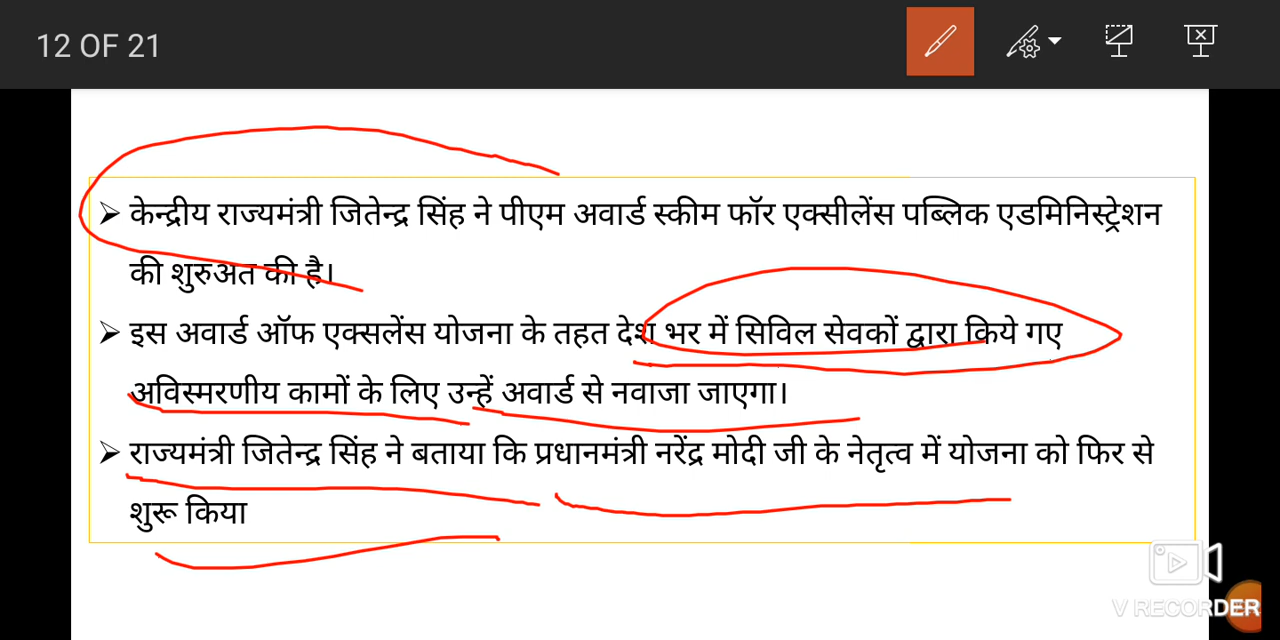 12 OF 21
➢ केन्द्रीय राज्यमंत्री जितेन्द्र सिंह ने पीएम अवार्ड स्कीम फॉर एक्सीलेंस पब्लिक एडमिनिस्ट्रेशन
की शुरुअत की है।
➢ इस अवार्ड ऑफ एक्सलेंस योजना के तहत देश भर में सिविल सेवकों द्वारा किये गए
अविस्मरणीय कामों के लिए उन्हें अवार्ड से नवाजा जाएगा।
➢ राज्यमंत्री जितेन्द्र सिंह ने बताया कि प्रधानमंत्री नरेंद्र मोदी जी के नेतृत्व में योजना को फिर से
शुरू किया
V RECORDER